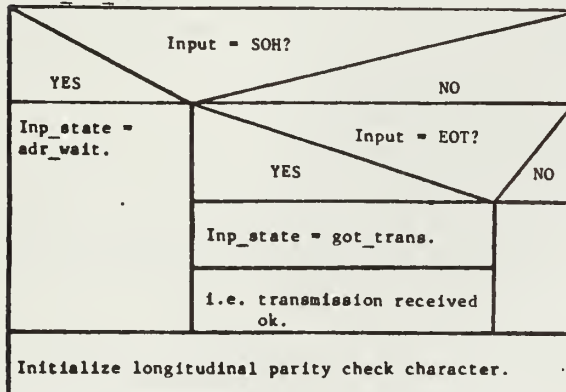 Input = SOH?
YES
NO
Inp_state =
adr_wait.
Input = EOT?
YES
NO
Inp_state = got_trans.
i.e. transmission received
ok.
Initialize longitudinal parity check character.